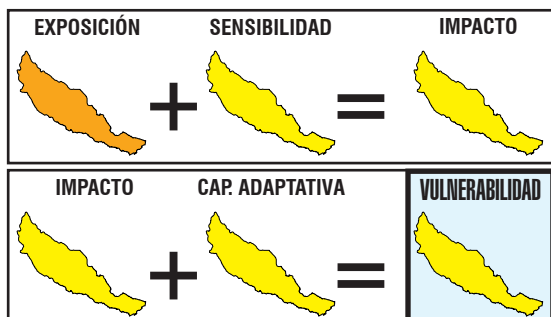 EXPOSICIÓN SENSIBILIDAD IMPACTO
+ =
IMPACTO CAP. ADAPTATIVA VULNERABILIDAD
+ =